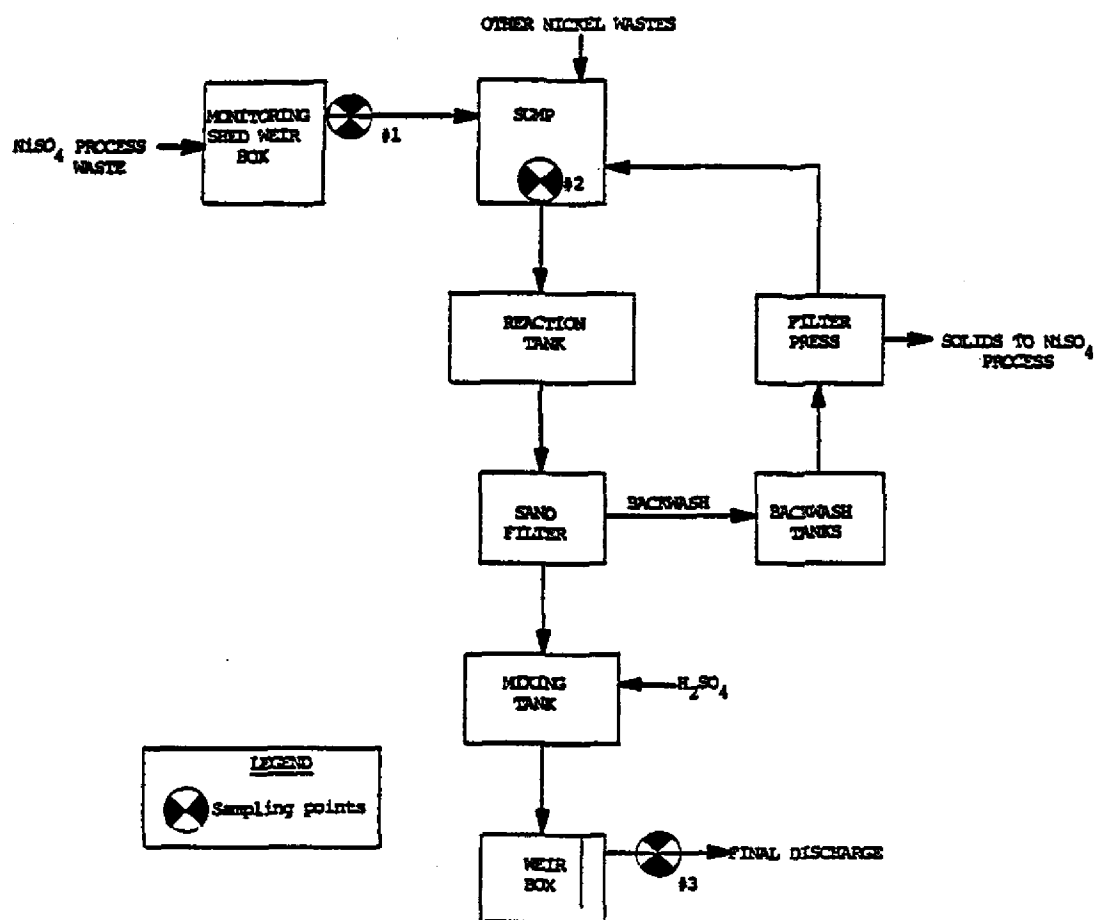 OTHER NICKEL WASTES
MONITORING
SHED WEIR
BOX
#1
SUMP
#2
NiSO4 PROCESS
WASTE
REACTION
TANK
FILTER
PRESS
SOLIDS TO NiSO4
PROCESS
SAND
FILTER
BACKWASH
BACKWASH
TANKS
MIXING
TANK
H2SO4
LEGEND
Sampling points
WEIR
BOX
#3
FINAL DISCHARGE